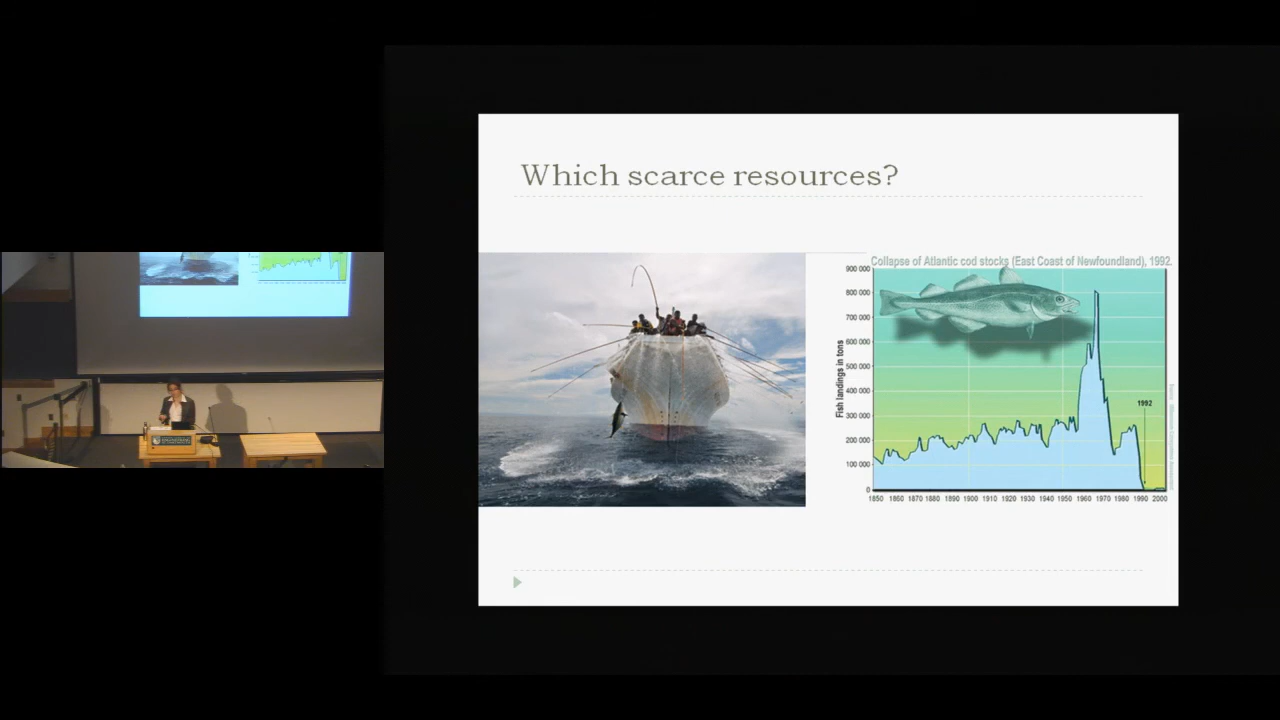 Which scarce resources?
Collapse of Atlantic cod stocks (East Coast of Newfoundland), 1992.
900 000
800 000
700 000
600 000
500 000
400 000
300 000
200 000
100 000
0
Fish landings in tons
1992
1850 1860 1870 1880 1890 1900 1910 1920 1930 1940 1950 1960 1970 1980 1990 2000